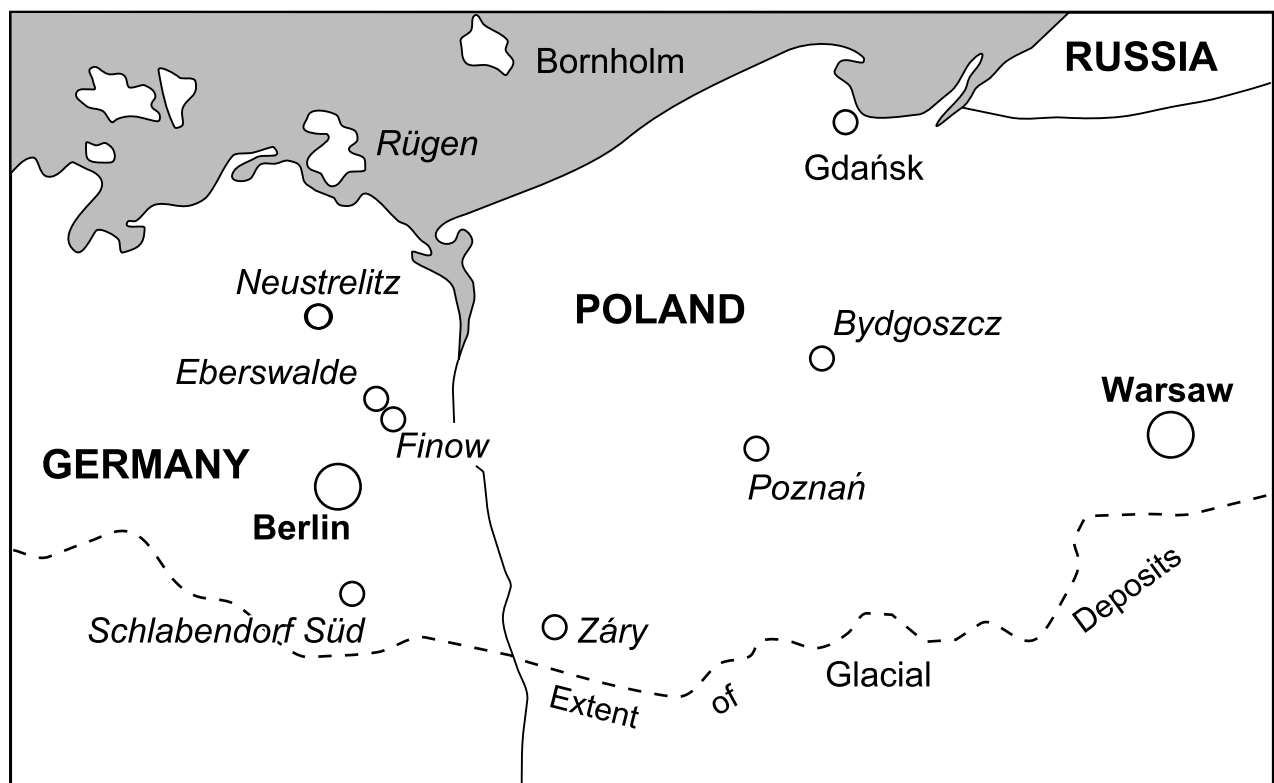 Bornholm
RUSSIA
Rügen
Gdańsk
Neustrelitz
POLAND
Bydgoszcz
Eberswalde
Warsaw
Finow
GERMANY
Poznań
Berlin
Schlabendorf Süd
Záry
Extent of Glacial Deposits